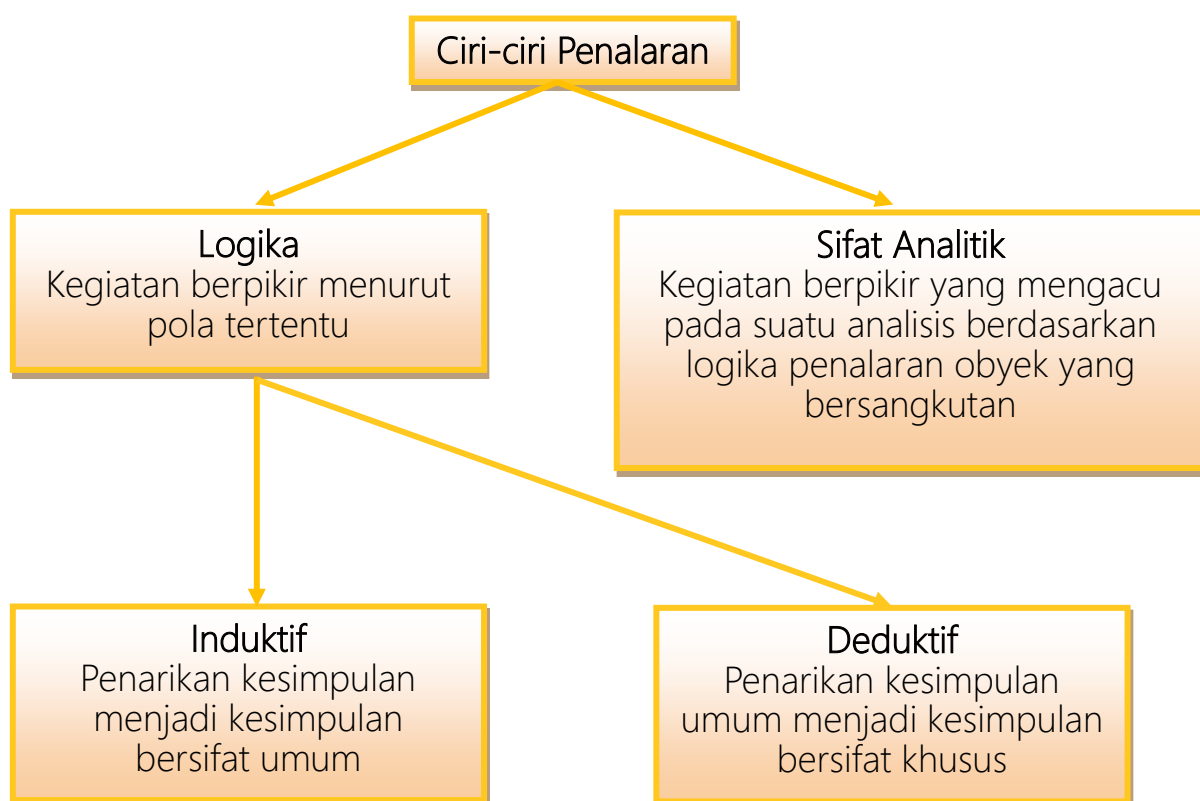 Ciri-ciri Penalaran
Logika
Kegiatan berpikir menurut
pola tertentu
Sifat Analitik
Kegiatan berpikir yang mengacu
pada suatu analisis berdasarkan
logika penalaran obyek yang
bersangkutan
Induktif
Penarikan kesimpulan
menjadi kesimpulan
bersifat umum
Deduktif
Penarikan kesimpulan
umum menjadi kesimpulan
bersifat khusus